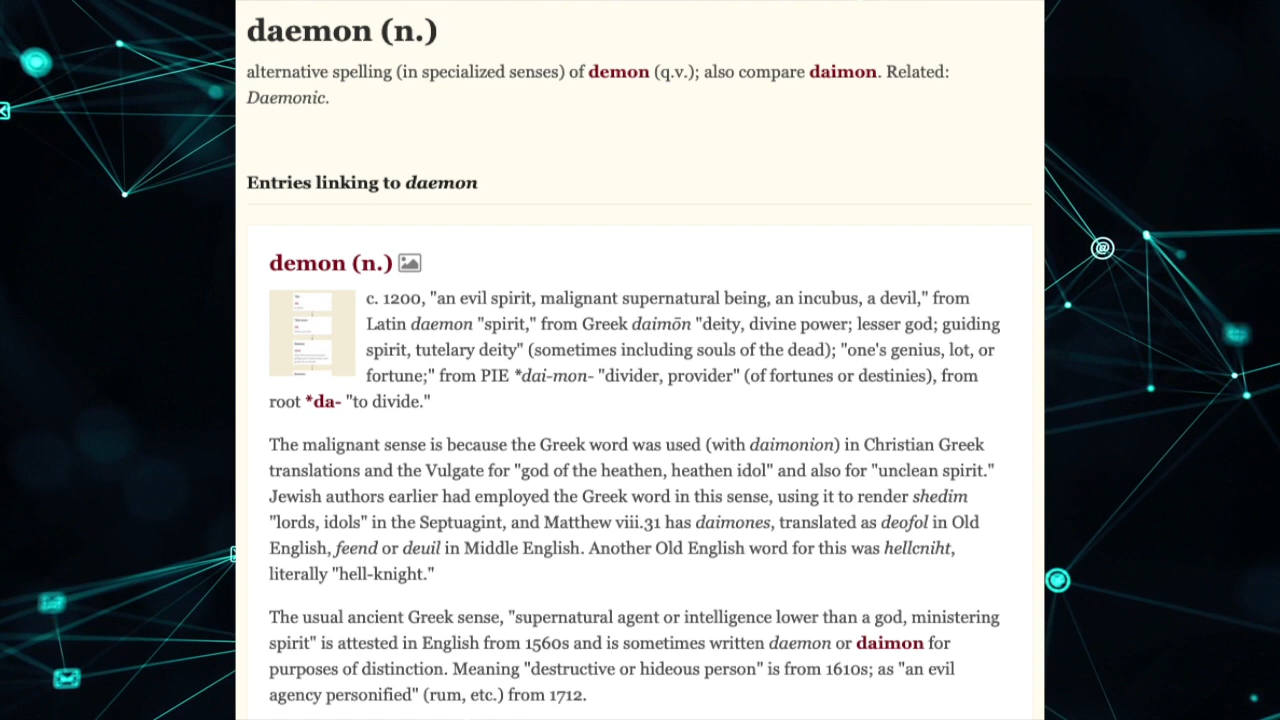 daemon (n.)
alternative spelling (in specialized senses) of demon (q.v.); also compare daimon. Related:
Daemonic.
Entries linking to daemon
demon (n.)
c. 1200, "an evil spirit, malignant supernatural being, an incubus, a devil," from
Latin daemon "spirit," from Greek daimōn "deity, divine power; lesser god; guiding
spirit, tutelary deity" (sometimes including souls of the dead); "one's genius, lot, or
fortune;" from PIE *dai-mon- "divider, provider" (of fortunes or destinies), from
root *da- "to divide."
The malignant sense is because the Greek word was used (with daimonion) in Christian Greek
translations and the Vulgate for "god of the heathen, heathen idol" and also for "unclean spirit."
Jewish authors earlier had employed the Greek word in this sense, using it to render shedim
"lords, idols" in the Septuagint, and Matthew viii.31 has daimones, translated as deofol in Old
English, feend or deuil in Middle English. Another Old English word for this was hellcniht,
literally "hell-knight."
The usual ancient Greek sense, "supernatural agent or intelligence lower than a god, ministering
spirit" is attested in English from 1560s and is sometimes written daemon or daimon for
purposes of distinction. Meaning "destructive or hideous person" is from 1610s; as "an evil
agency personified" (rum, etc.) from 1712.
@